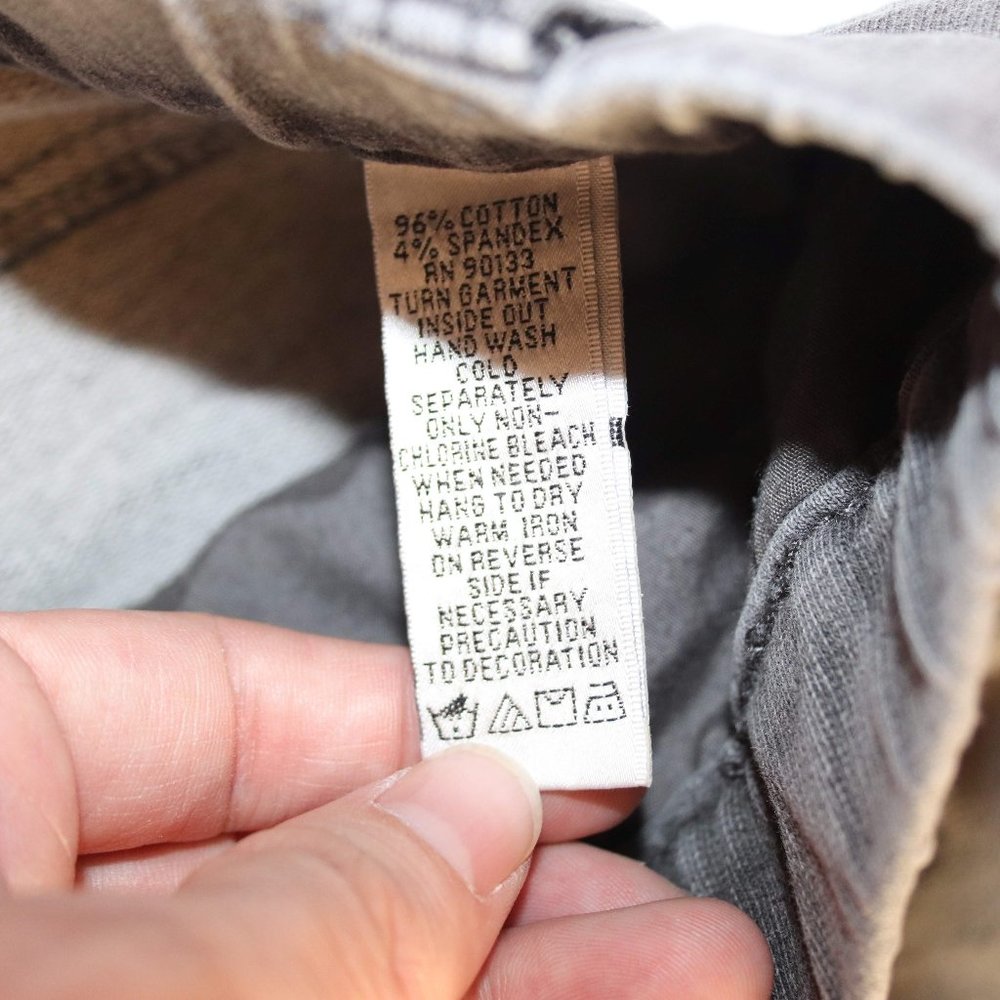 96% COTTON
4% SPANDEX
RN 90133
TURN GARMENT
INSIDE OUT
HAND WASH
COLD
SEPARATELY
ONLY NON-
CHLORINE BLEACH
WHEN NEEDED
HANG TO DRY
WARM IRON
ON REVERSE
SIDE IF
NECESSARY
PRECAUTION
TO DECORATION